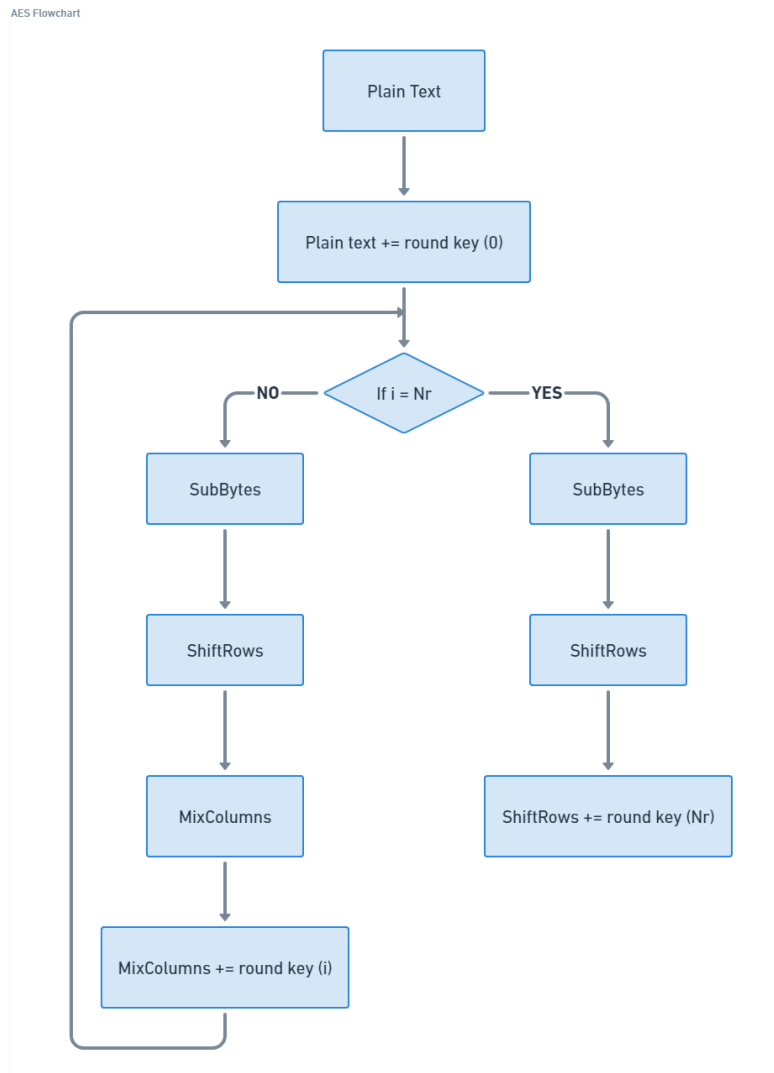 AES Flowchart
Plain Text
Plain text += round key (0)
If i = Nr
NO
YES
SubBytes
SubBytes
ShiftRows
ShiftRows
MixColumns
ShiftRows += round key (Nr)
MixColumns += round key (i)